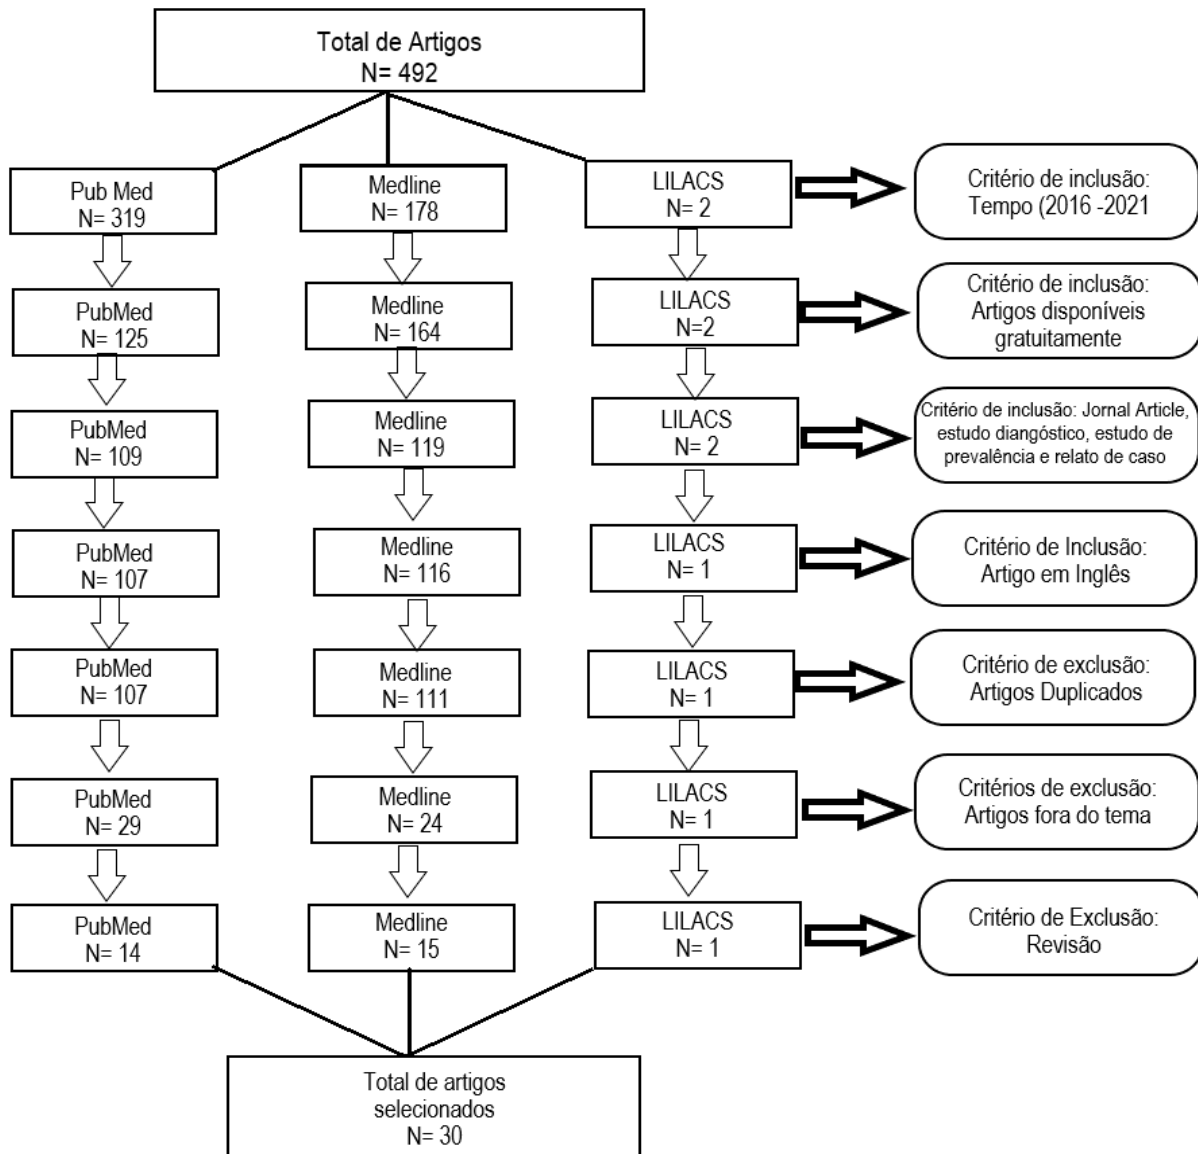 Total de Artigos
N= 492
Pub Med
N= 319
Medline
N= 178
LILACS
N= 2
Critério de inclusão:
Tempo (2016 -2021
PubMed
N= 125
Medline
N= 164
LILACS
N=2
Critério de inclusão:
Artigos disponíveis
gratuitamente
PubMed
N= 109
Medline
N= 119
LILACS
N= 2
Critério de inclusão: Jornal Article,
estudo diangóstico, estudo de
prevalência e relato de caso
PubMed
N= 107
Medline
N= 116
LILACS
N= 1
Critério de Inclusão:
Artigo em Inglês
PubMed
N= 107
Medline
N= 111
LILACS
N= 1
Critério de exclusão:
Artigos Duplicados
PubMed
N= 29
Medline
N= 24
LILACS
N= 1
Critérios de exclusão:
Artigos fora do tema
PubMed
N= 14
Medline
N= 15
LILACS
N= 1
Critério de Exclusão:
Revisão
Total de artigos
selecionados
N= 30